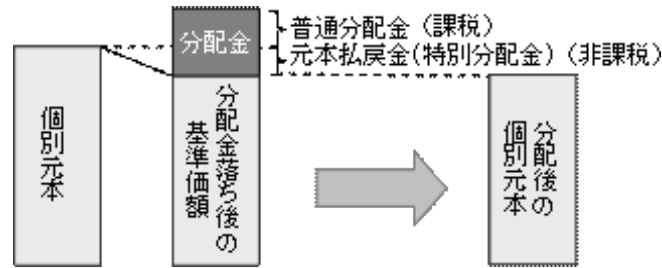 分配金
普通分配金（課税）
元本払戻金(特別分配金)（非課税）
個別元本
分配金落ち後の
基準価額
分配後の
個別元本